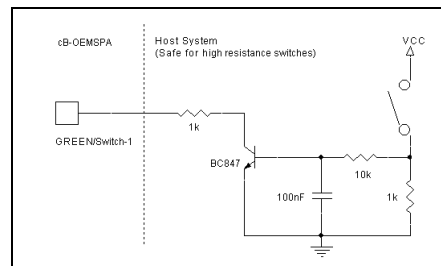 cB-OEMSPA
Host System
(Safe for high resistance switches)
VCC
1k
GREEN/Switch-1
BC847
10k
100nF
1k